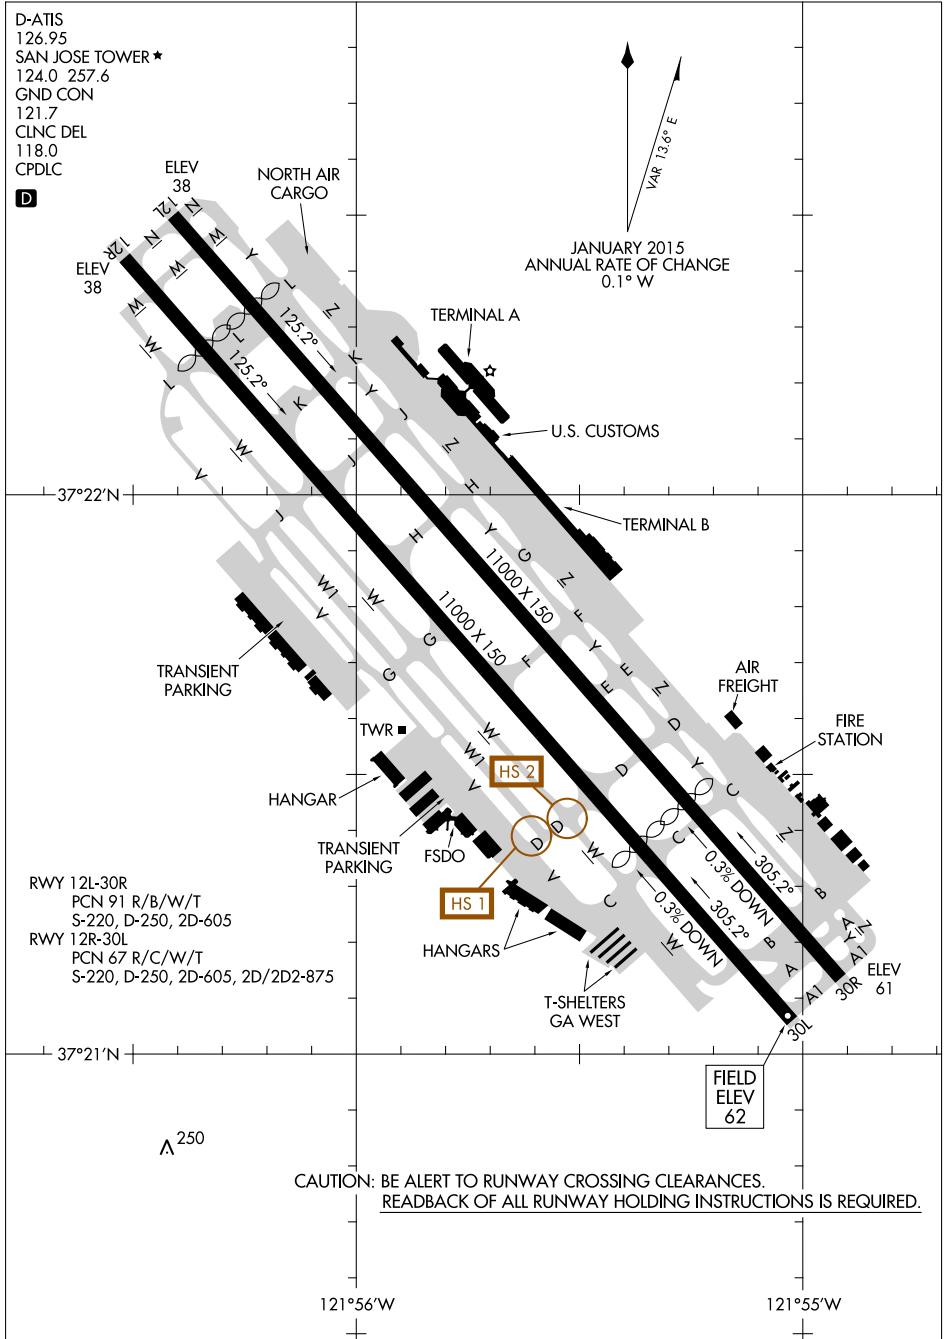 D-ATIS
126.95
SAN JOSE TOWER★
124.0 257.6
GND CON
121.7
CLNC DEL
118.0
CPDLC
D
ELEV
38
12L
N
NORTH AIR
CARGO
VAR 13.6° E
JANUARY 2015
ANNUAL RATE OF CHANGE
0.1° W
12R
N
W
Y
ELEV
38
W
W
W
L
L
L
Z
125.2°
125.2°
K
K
Y
J
J
TERMINAL A
U.S. CUSTOMS
Z
H
W
V
J
37°22'N
TERMINAL B
H
Y
G
Z
11000 X 150
11000 X 150
W1
W
V
G
G
F
F
Y
E
E
Z
TRANSIENT
PARKING
AIR
FREIGHT
FIRE
STATION
TWR
W
W1
V
D
D
Y
C
Z
HS 2
HANGAR
TRANSIENT
PARKING
FSDO
D
D
W
V
C
C
HS 1
0.3% DOWN
305.2°
0.3% DOWN
305.2°
B
B
A
A
Y
Z
A1
A1
W
RWY 12L-30R
PCN 91 R/B/W/T
S-220, D-250, 2D-605
RWY 12R-30L
PCN 67 R/C/W/T
S-220, D-250, 2D-605, 2D/2D2-875
HANGARS
T-SHELTERS
GA WEST
30R
ELEV
61
30L
37°21'N
FIELD
ELEV
62
250
CAUTION: BE ALERT TO RUNWAY CROSSING CLEARANCES.
READBACK OF ALL RUNWAY HOLDING INSTRUCTIONS IS REQUIRED.
121°56'W
121°55'W